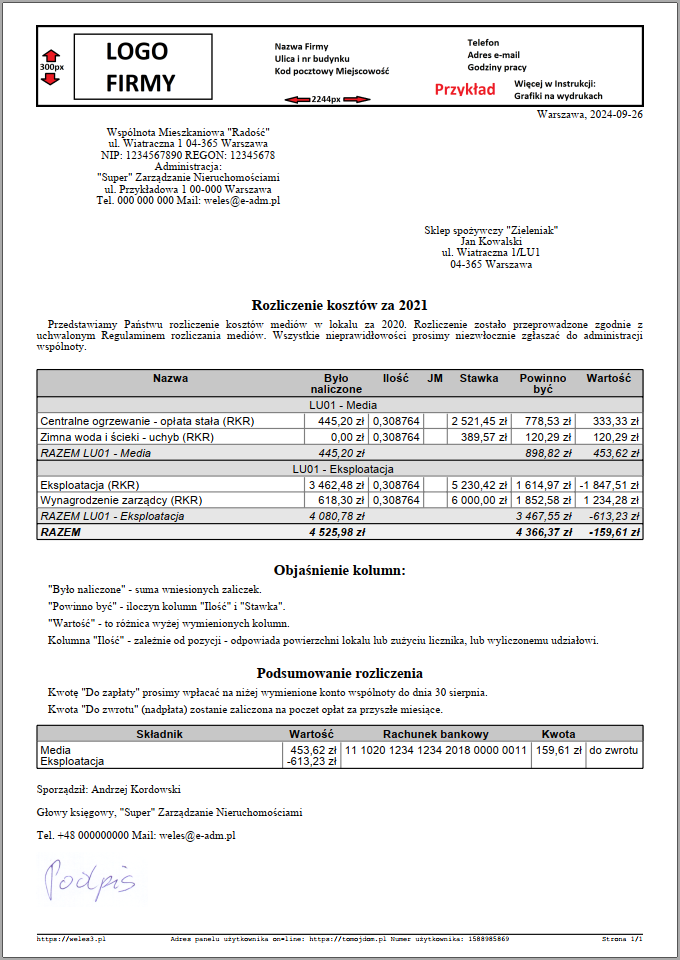 LOGO
FIRMY
300px
Nazwa Firmy
Ulica i nr budynku
Kod pocztowy Miejscowość
2244px
Telefon
Adres e-mail
Godziny pracy
Przykład
Więcej w Instrukcji:
Grafiki na wydrukach
Warszawa, 2024-09-26
Wspólnota Mieszkaniowa "Radość"
ul. Wiatraczna 1 04-365 Warszawa
NIP: 1234567890 REGON: 12345678
Administracja:
"Super" Zarządzanie Nieruchomościami
ul. Przykładowa 1 00-000 Warszawa
Tel. 000 000 000 Mail: weles@e-adm.pl
Sklep spożywczy "Zieleniak"
Jan Kowalski
ul. Wiatraczna 1/LU1
04-365 Warszawa
Rozliczenie kosztów za 2021
Przedstawiamy Państwu rozliczenie kosztów mediów w lokalu za 2020. Rozliczenie zostało przeprowadzone zgodnie z
uchwalonym Regulaminem rozliczania mediów. Wszystkie nieprawidłowości prosimy niezwłocznie zgłaszać do administracji
wspólnoty.
Nazwa Było naliczone Ilość JM Stawka Powinno być Wartość
LU01 - Media
Centralne ogrzewanie - opłata stała (RKR) 445,20 zł 0,308764 2 521,45 zł 778,53 zł 333,33 zł
Zimna woda i ścieki - uchyb (RKR) 0,00 zł 0,308764 389,57 zł 120,29 zł 120,29 zł
RAZEM LU01 - Media 445,20 zł 898,82 zł 453,62 zł
LU01 - Eksploatacja
Eksploatacja (RKR) 3 462,48 zł 0,308764 5 230,42 zł 1 614,97 zł -1 847,51 zł
Wynagrodzenie zarządcy (RKR) 618,30 zł 0,308764 6 000,00 zł 1 852,58 zł 1 234,28 zł
RAZEM LU01 - Eksploatacja 4 080,78 zł 3 467,55 zł -613,23 zł
RAZEM 4 525,98 zł 4 366,37 zł -159,61 zł
Objaśnienie kolumn:
"Było naliczone" - suma wniesionych zaliczek.
"Powinno być" - iloczyn kolumn "Ilość" i "Stawka".
"Wartość" - to różnica wyżej wymienionych kolumn.
Kolumna "Ilość" - zależnie od pozycji - odpowiada powierzchni lokalu lub zużyciu licznika, lub wyliczonemu udziałowi.
Podsumowanie rozliczenia
Kwotę "Do zapłaty" prosimy wpłacać na niżej wymienione konto wspólnoty do dnia 30 sierpnia.
Kwota "Do zwrotu" (nadpłata) zostanie zaliczona na poczet opłat za przyszłe miesiące.
Składnik Wartość Rachunek bankowy Kwota
Media 453,62 zł 11 1020 1234 1234 2018 0000 0011 159,61 zł do zwrotu
Eksploatacja -613,23 zł
Sporządził: Andrzej Kordowski
Głowy księgowy, "Super" Zarządzanie Nieruchomościami
Tel. +48 000000000 Mail: weles@e-adm.pl
Podpis
https://weles3.pl Adres panelu użytkownika on=line: https://tomojdom.pl Numer użytkownika: 1588985869 Strona 1/1